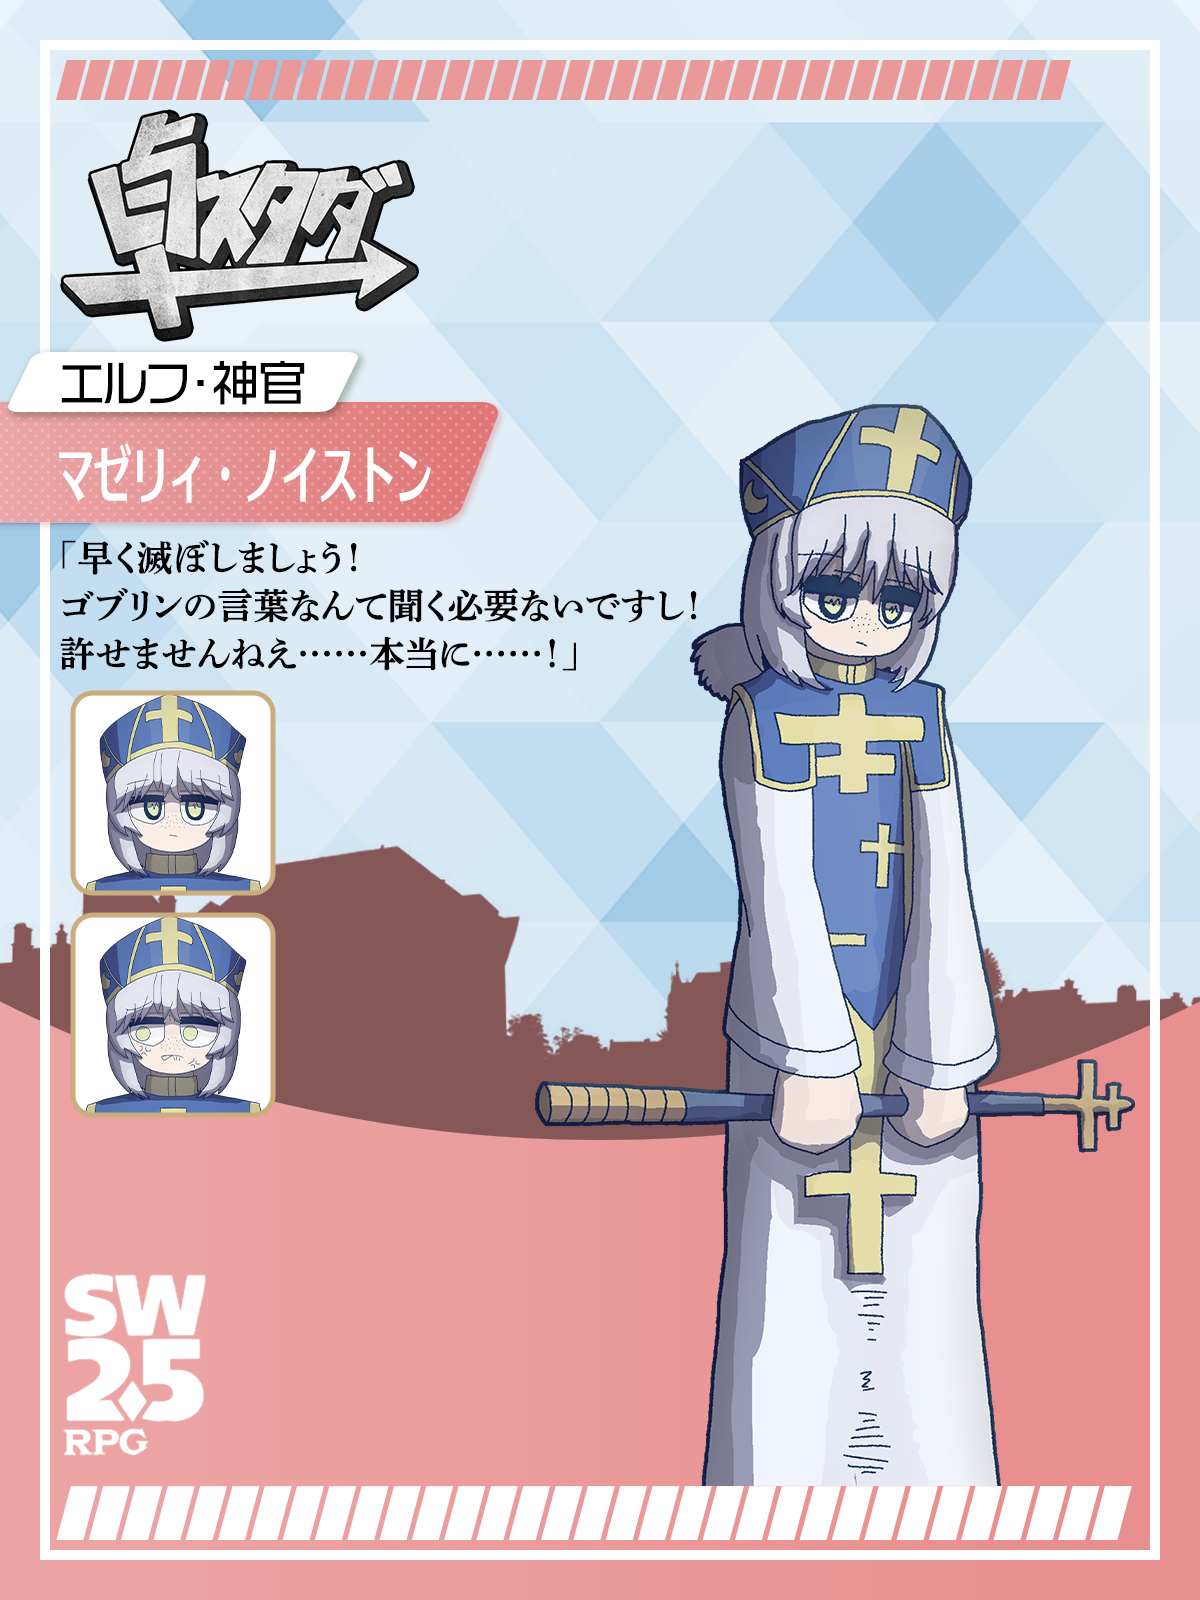 卓スタダ
エルフ・神官
マゼリィ・ノイストン
「早く滅ぼしましょう!
ゴブリンの言葉なんて聞く必要ないですし!
許せませんねえ……本当に……!」
SW
2.5
RPG